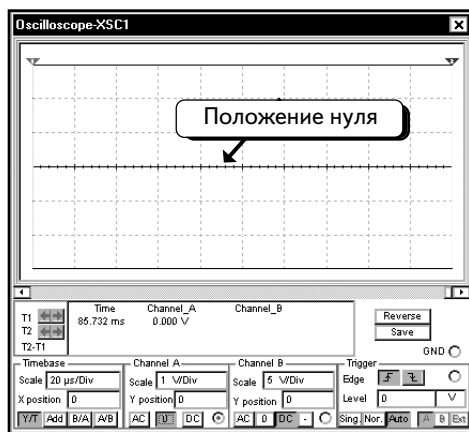 Oscilloscope-XSC1
Положение нуля
Time Channel_A Channel_B
T1 85.732 ms 0.000 V
T2
T2-T1
Reverse
Save
GND
Timebase Channel A Channel B Trigger
Scale 20 µs/Div Scale 1 V/Div Scale 5 V/Div Edge
X position 0 Y position 0 Y position 0 Level 0 V
Y/T Add B/A A/B AC 0 DC AC 0 DC - Sing. Nor. Auto A B Ext